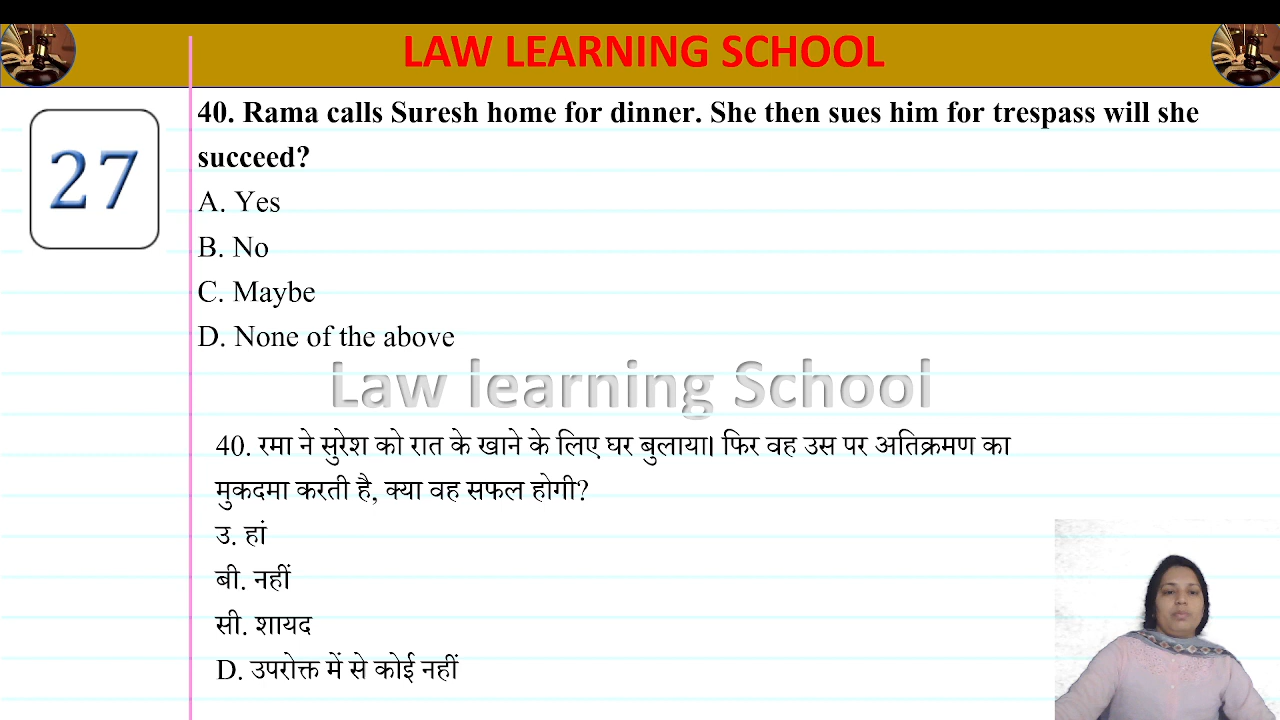 LAW LEARNING SCHOOL
27
40. Rama calls Suresh home for dinner. She then sues him for trespass will she
succeed?
A. Yes
B. No
C. Maybe
D. None of the above
Law learning School
40. रमा ने सुरेश को रात के खाने के लिए घर बुलाया। फिर वह उस पर अतिक्रमण का
मुकदमा करती है, क्या वह सफल होगी?
उ. हां
बी. नहीं
सी. शायद
D. उपरोक्त में से कोई नहीं